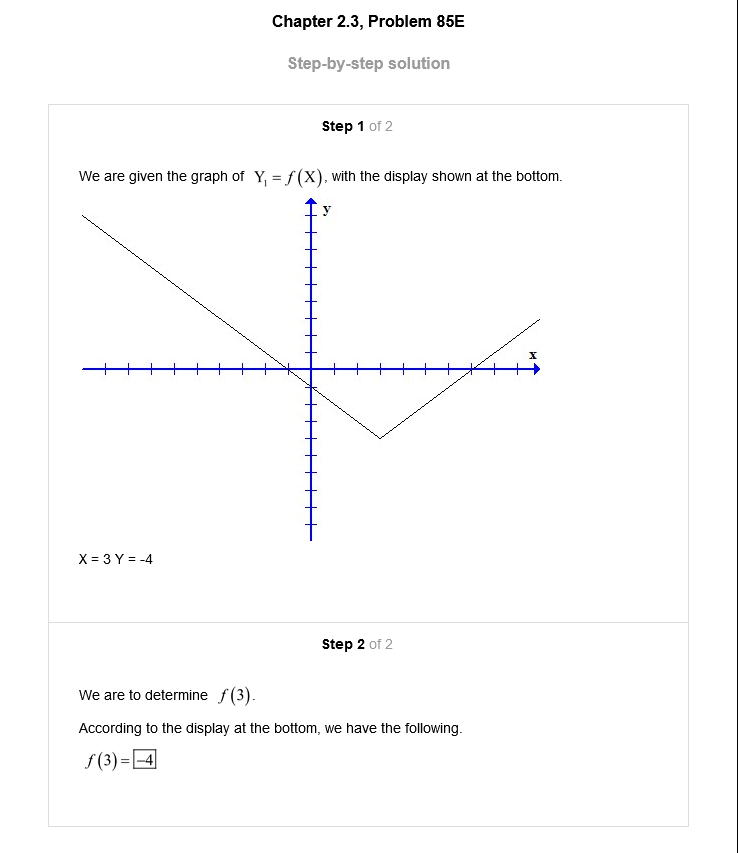 Chapter 2.3, Problem 85E
Step-by-step solution
Step 1 of 2
We are given the graph of Y₁ = f(X), with the display shown at the bottom.
y
x
X = 3 Y = -4
Step 2 of 2
We are to determine f(3).
According to the display at the bottom, we have the following.
f(3)=−4